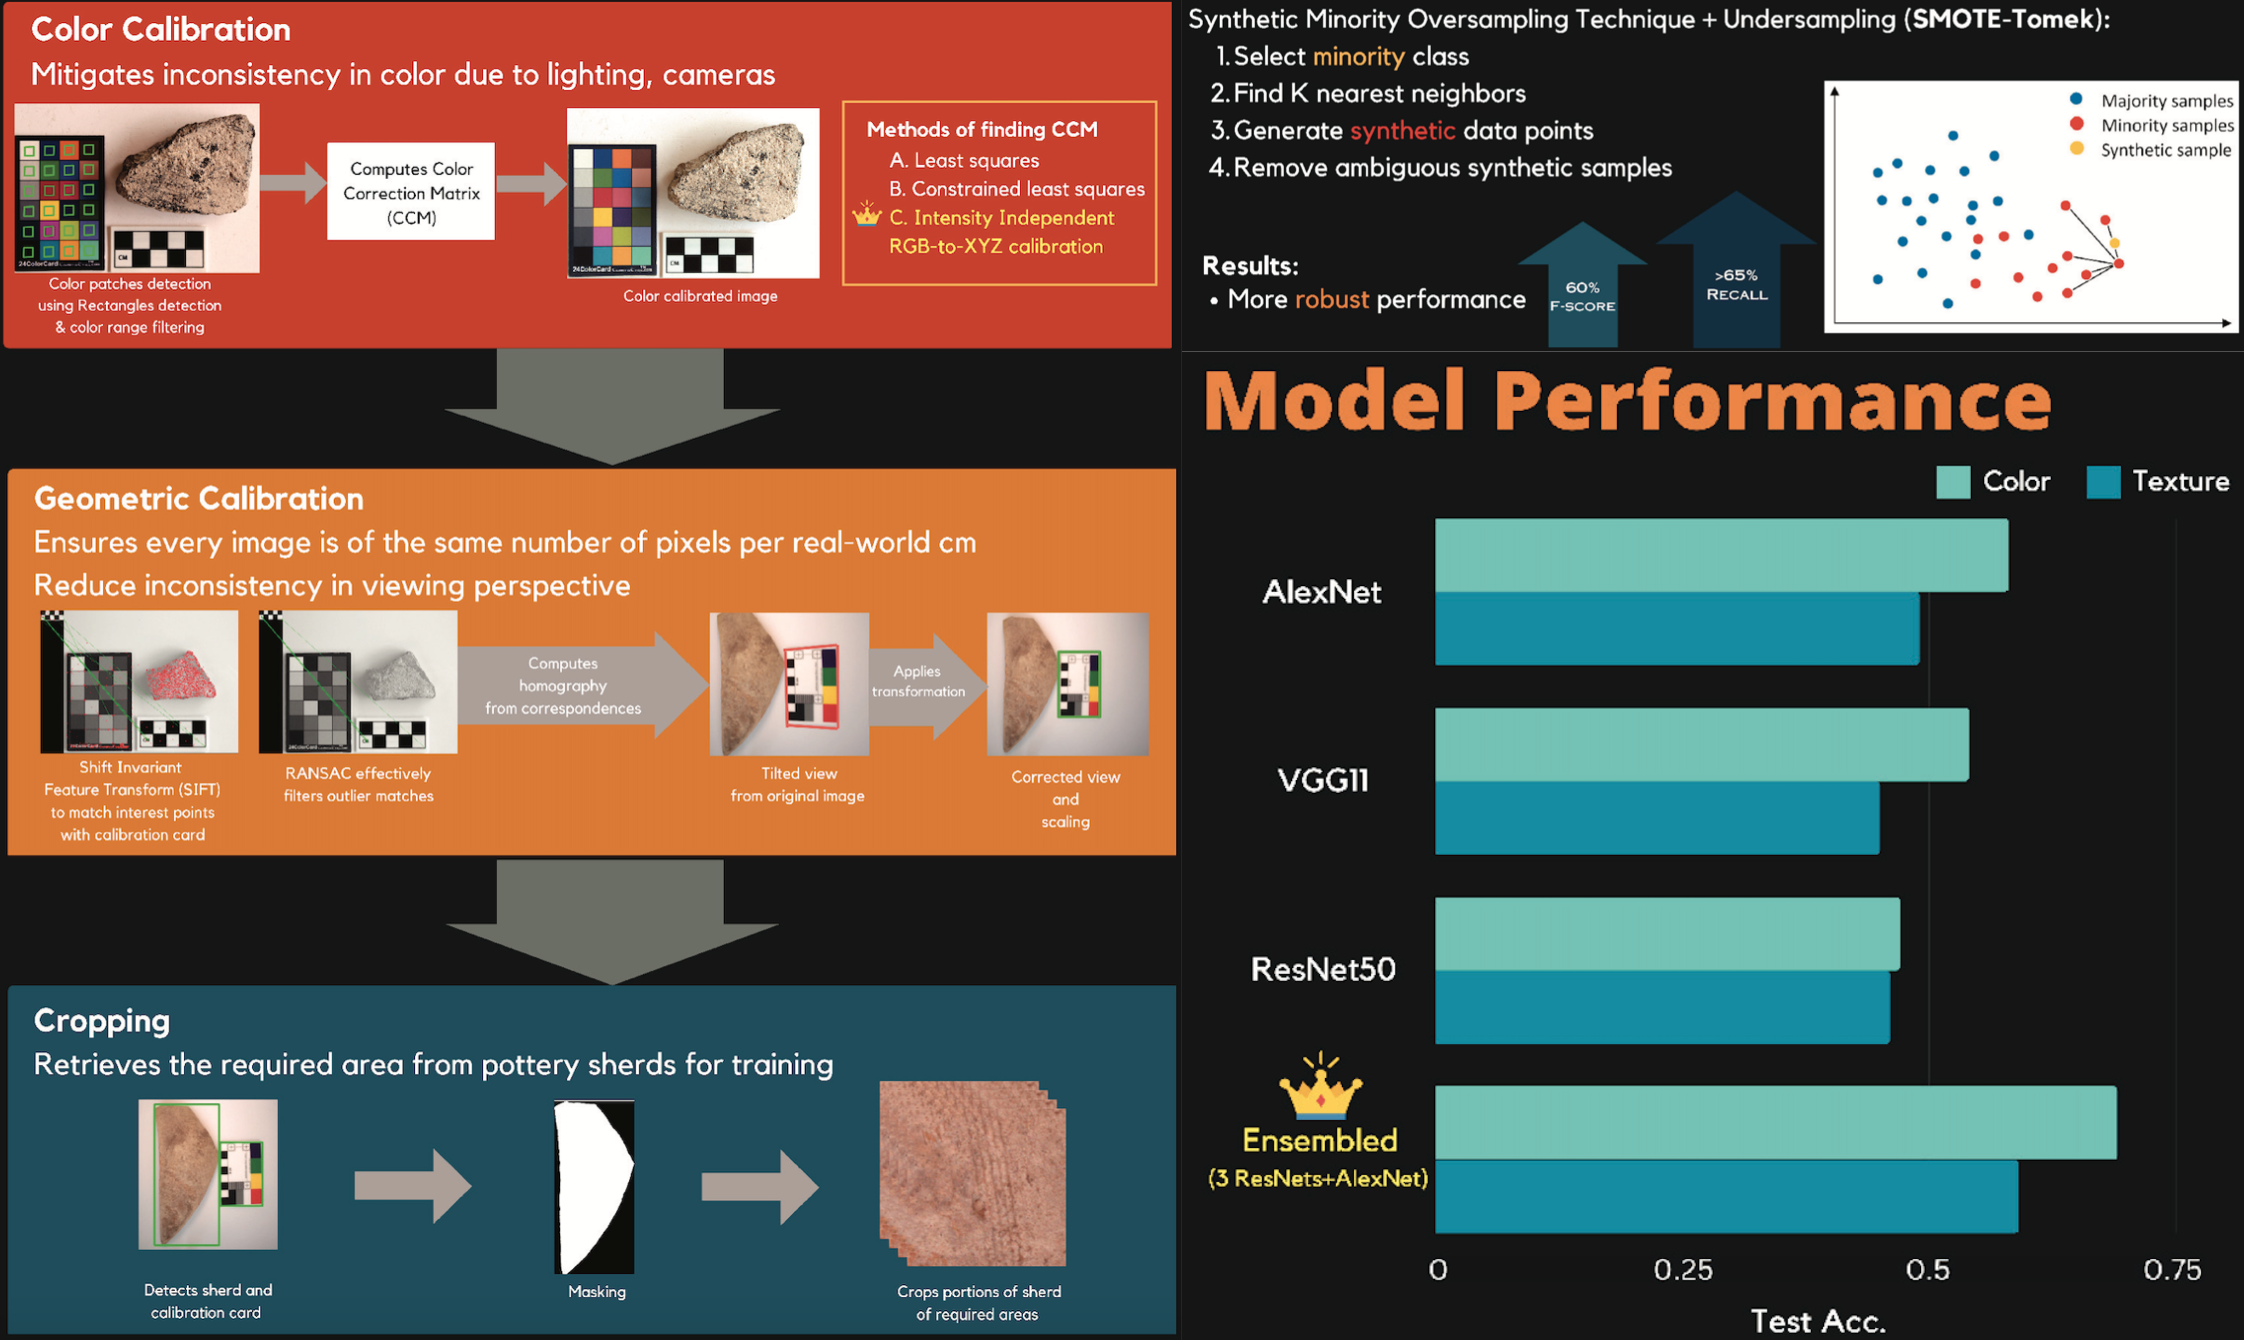 Color Calibration
Mitigates inconsistency in color due to lighting, cameras
Color patches detection
using Rectangles detection
& color range filtering
Computes Color
Correction Matrix
(CCM)
Color calibrated image
Methods of finding CCM
A. Least squares
B. Constrained least squares
C. Intensity Independent
RGB-to-XYZ calibration
Geometric Calibration
Ensures every image is of the same number of pixels per real-world cm
Reduce inconsistency in viewing perspective
Shift Invariant
Feature Transform (SIFT)
to match interest points
with calibration card
RANSAC effectively
filters outlier matches
Computes
homography
from correspondences
Tilted view
from original image
Applies
transformation
Corrected view
and
scaling
Cropping
Retrieves the required area from pottery sherds for training
Detects sherd and
calibration card
Masking
Crops portions of sherd
of required areas
Synthetic Minority Oversampling Technique + Undersampling (SMOTE-Tomek):
1. Select minority class
2. Find K nearest neighbors
3. Generate synthetic data points
4. Remove ambiguous synthetic samples
Results:
• More robust performance
60%
F-SCORE
>65%
RECALL
Majority samples
Minority samples
Synthetic sample
Model Performance
Color
Texture
AlexNet
VGG11
ResNet50
Ensembled
(3 ResNets+AlexNet)
0 0.25 0.5 0.75
Test Acc.